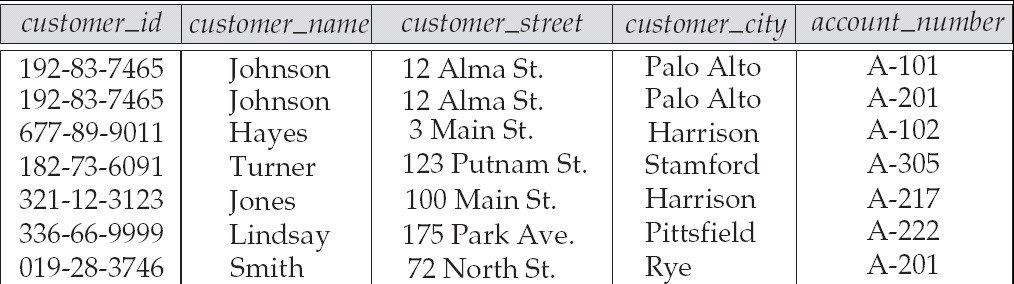 customer_id customer_name customer_street customer_city account_number
192-83-7465 Johnson 12 Alma St. Palo Alto A-101
192-83-7465 Johnson 12 Alma St. Palo Alto A-201
677-89-9011 Hayes 3 Main St. Harrison A-102
182-73-6091 Turner 123 Putnam St. Stamford A-305
321-12-3123 Jones 100 Main St. Harrison A-217
336-66-9999 Lindsay 175 Park Ave. Pittsfield A-222
019-28-3746 Smith 72 North St. Rye A-201